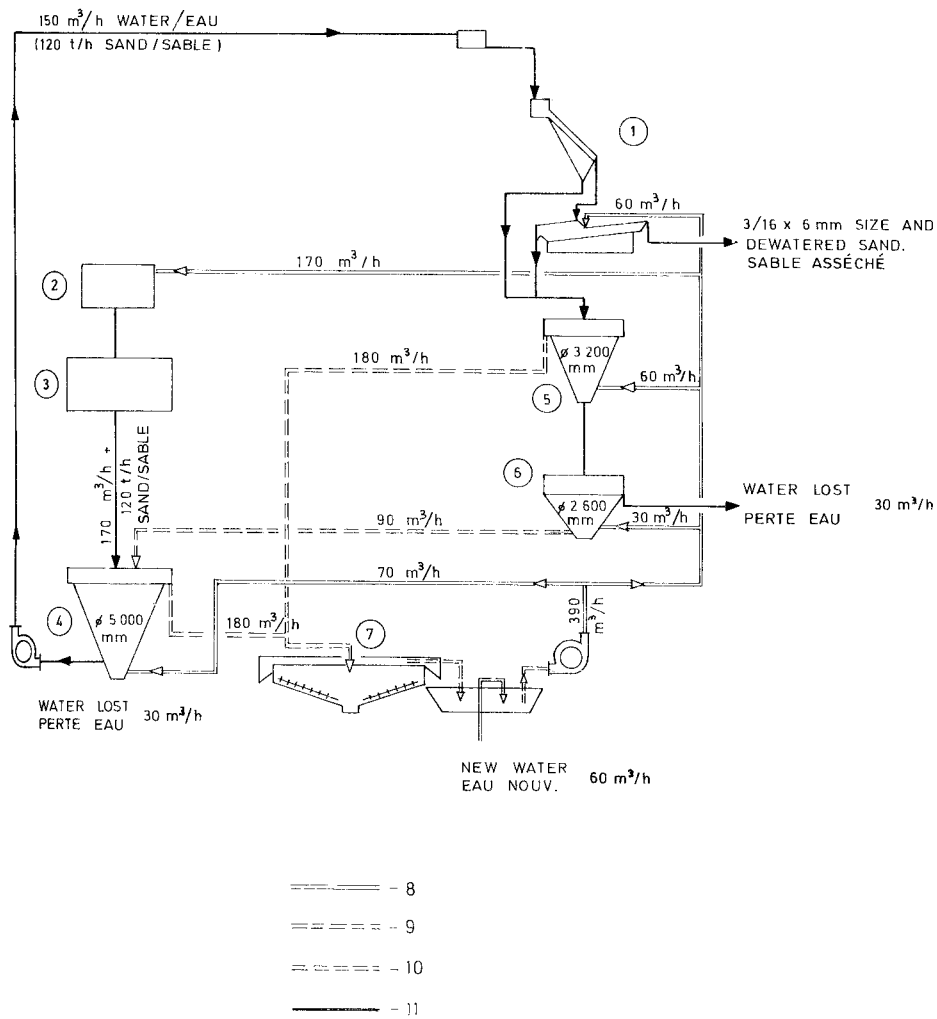 150 m³/h WATER/EAU
(120 t/h SAND/SABLE)
1
60 m³/h
3/16 x 6 mm SIZE AND
DEWATERED SAND.
SABLE ASSÉCHÉ
170 m³/h
2
ø 3 200
mm
180 m³/h
3
60 m³/h
5
170 m³/h +
120 t/h
SAND/SABLE
6
ø 2 600
mm
WATER LOST
PERTE EAU
30 m³/h
30 m³/h
90 m³/h
70 m³/h
390
m³/h
4
ø 5 000
mm
180 m³/h
7
WATER LOST
PERTE EAU
30 m³/h
NEW WATER
EAU NOUV.
60 m³/h
- 8
- 9
- 10
- 11